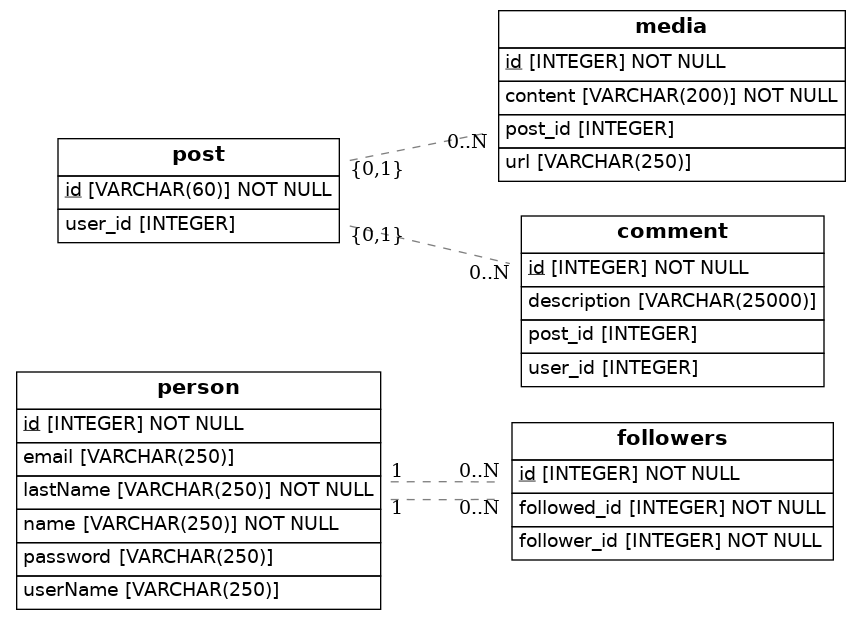 media
id [INTEGER] NOT NULL
content [VARCHAR(200)] NOT NULL
post_id [INTEGER]
url [VARCHAR(250)]
post
id [VARCHAR(60)] NOT NULL
user_id [INTEGER]
0..N
{0,1}
{0,1}
0..N
comment
id [INTEGER] NOT NULL
description [VARCHAR(25000)]
post_id [INTEGER]
user_id [INTEGER]
person
id [INTEGER] NOT NULL
email [VARCHAR(250)]
lastName [VARCHAR(250)] NOT NULL
name [VARCHAR(250)] NOT NULL
password [VARCHAR(250)]
userName [VARCHAR(250)]
1 0..N
1 0..N
followers
id [INTEGER] NOT NULL
followed_id [INTEGER] NOT NULL
follower_id [INTEGER] NOT NULL